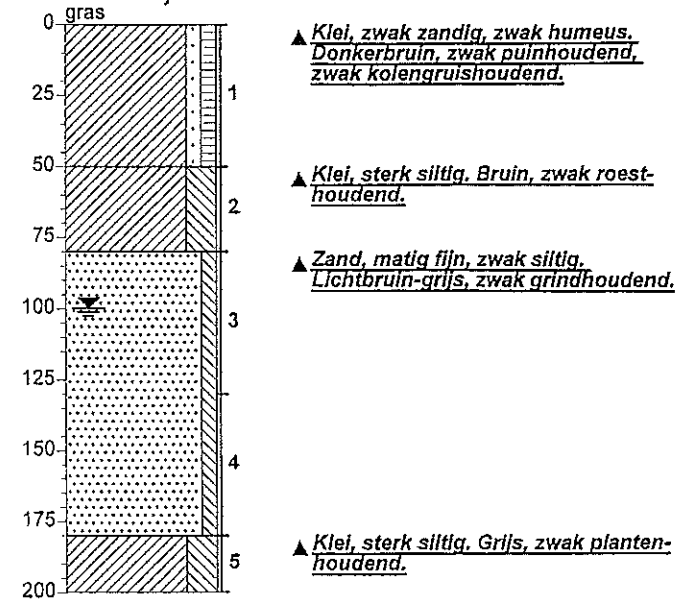 gras
0
Klei, zwak zandig, zwak humeus.
Donkerbruin, zwak puinhoudend,
zwak kolengruishoudend.
25
1
50
Klei, sterk siltig. Bruin, zwak roest-
houdend.
2
75
Zand, matig fijn, zwak siltig.
Lichtbruin-grijs, zwak grindhoudend.
100
3
125
150
4
175
Klei, sterk siltig. Grijs, zwak planten-
houdend.
5
200